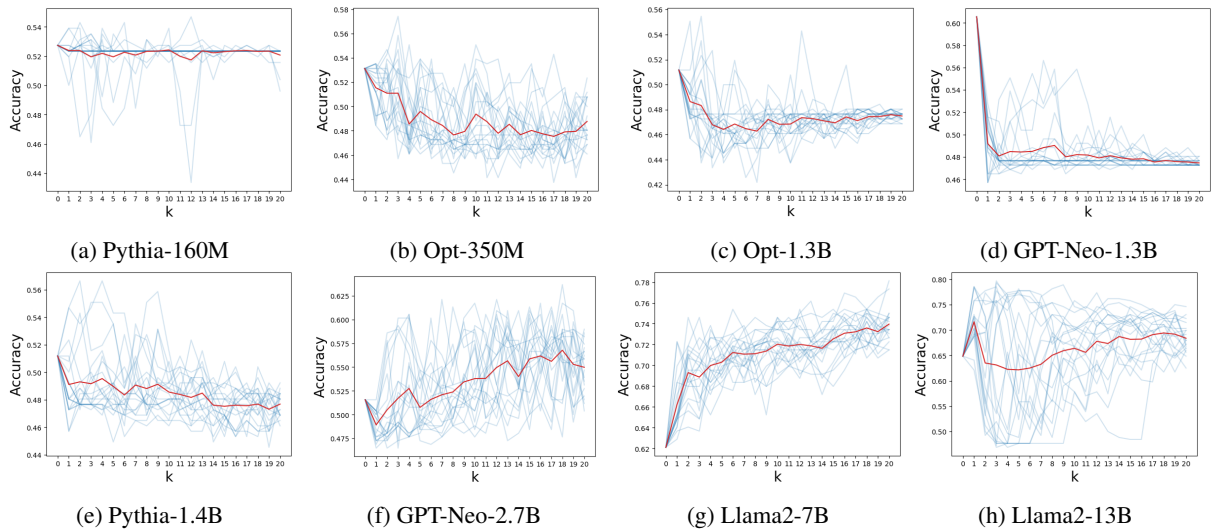 0.54
0.52
0.50
0.48
0.46
0.44
Accuracy
0 1 2 3 4 5 6 7 8 9 10 11 12 13 14 15 16 17 18 19 20
k
(a) Pythia-160M
0.58
0.56
0.54
0.52
0.50
0.48
0.46
0.44
Accuracy
0 1 2 3 4 5 6 7 8 9 10 11 12 13 14 15 16 17 18 19 20
k
(b) Opt-350M
0.56
0.54
0.52
0.50
0.48
0.46
0.44
0.42
Accuracy
0 1 2 3 4 5 6 7 8 9 10 11 12 13 14 15 16 17 18 19 20
k
(c) Opt-1.3B
0.60
0.58
0.56
0.54
0.52
0.50
0.48
0.46
Accuracy
0 1 2 3 4 5 6 7 8 9 10 11 12 13 14 15 16 17 18 19 20
k
(d) GPT-Neo-1.3B
0.56
0.54
0.52
0.50
0.48
0.46
0.44
Accuracy
0 1 2 3 4 5 6 7 8 9 10 11 12 13 14 15 16 17 18 19 20
k
(e) Pythia-1.4B
0.625
0.600
0.575
0.550
0.525
0.500
0.475
Accuracy
0 1 2 3 4 5 6 7 8 9 10 11 12 13 14 15 16 17 18 19 20
k
(f) GPT-Neo-2.7B
0.78
0.76
0.74
0.72
0.70
0.68
0.66
0.64
0.62
Accuracy
0 1 2 3 4 5 6 7 8 9 10 11 12 13 14 15 16 17 18 19 20
k
(g) Llama2-7B
0.80
0.75
0.70
0.65
0.60
0.55
0.50
Accuracy
0 1 2 3 4 5 6 7 8 9 10 11 12 13 14 15 16 17 18 19 20
k
(h) Llama2-13B